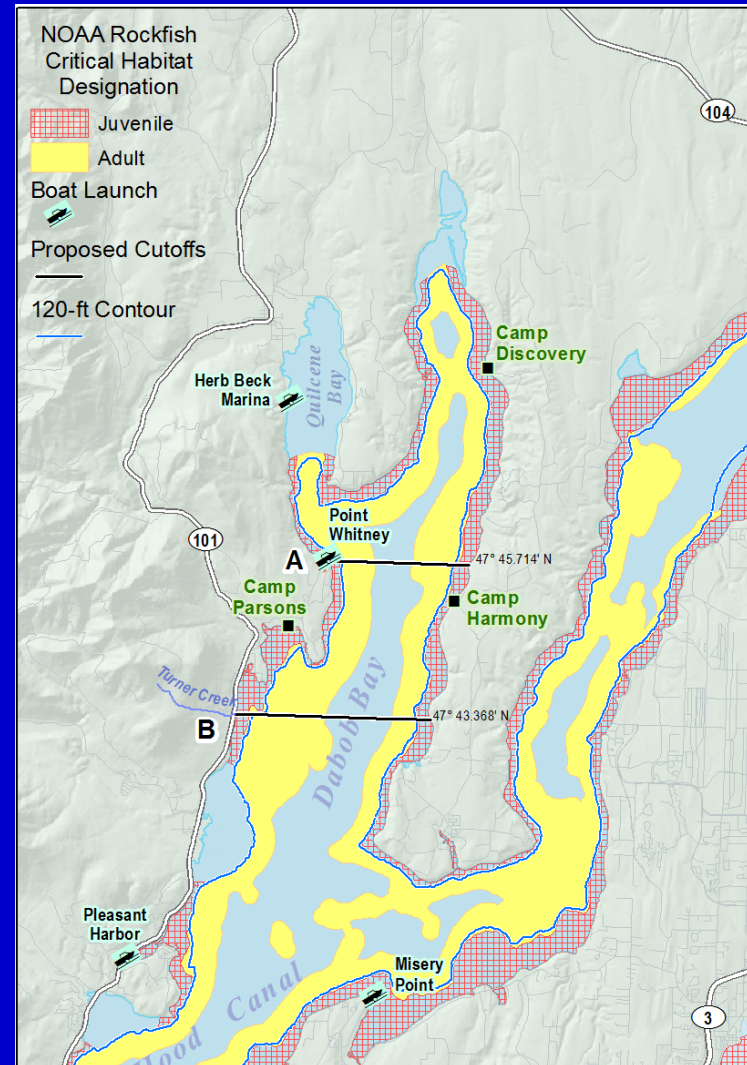 NOAA Rockfish
Critical Habitat
Designation
Juvenile
Adult
Boat Launch
Proposed Cutoffs
120-ft Contour
104
Camp
Discovery
Herb Beck
Marina
Quilcene
Bay
Point
Whitney
101
A
47° 45.714' N
Camp
Parsons
Camp
Harmony
Turner Creek
B
47° 43.368' N
Dabob Bay
Pleasant
Harbor
Misery
Point
Hood Canal
3